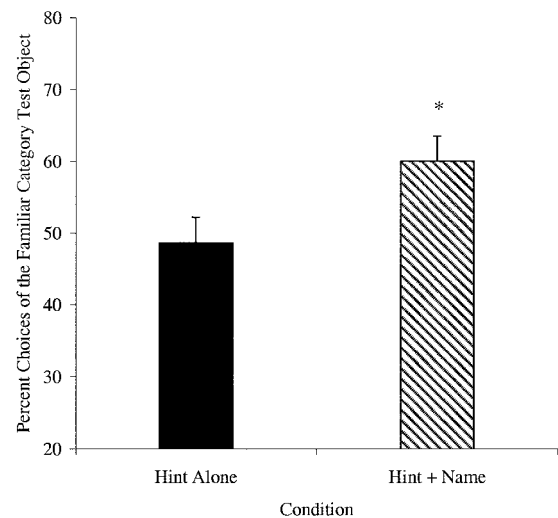 Percent Choices of the Familiar Category Test Object
80
70
60
50
40
30
20
*
Hint Alone
Hint + Name
Condition